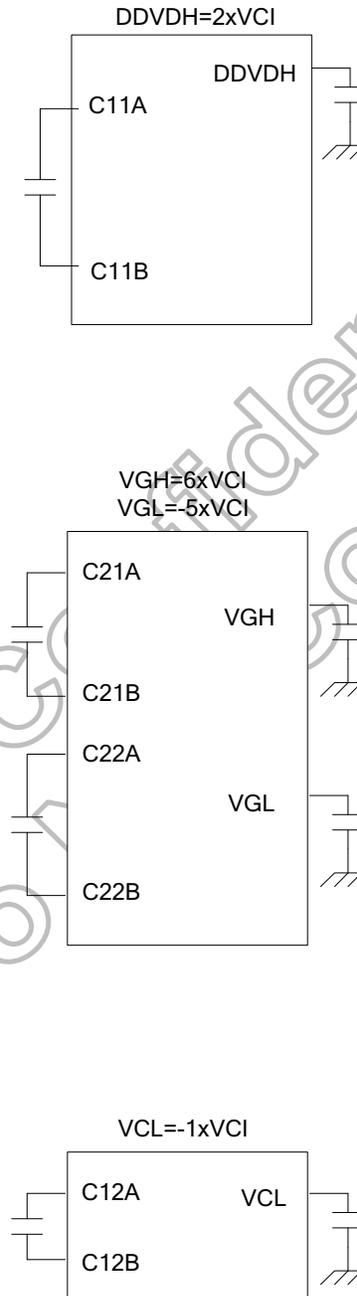 DDVDH=2xVCI
DDVDH
C11A
C11B
VGH=6xVCI
VGL=-5xVCI
C21A
VGH
C21B
C22A
VGL
C22B
VCL=-1xVCI
C12A
VCL
C12B